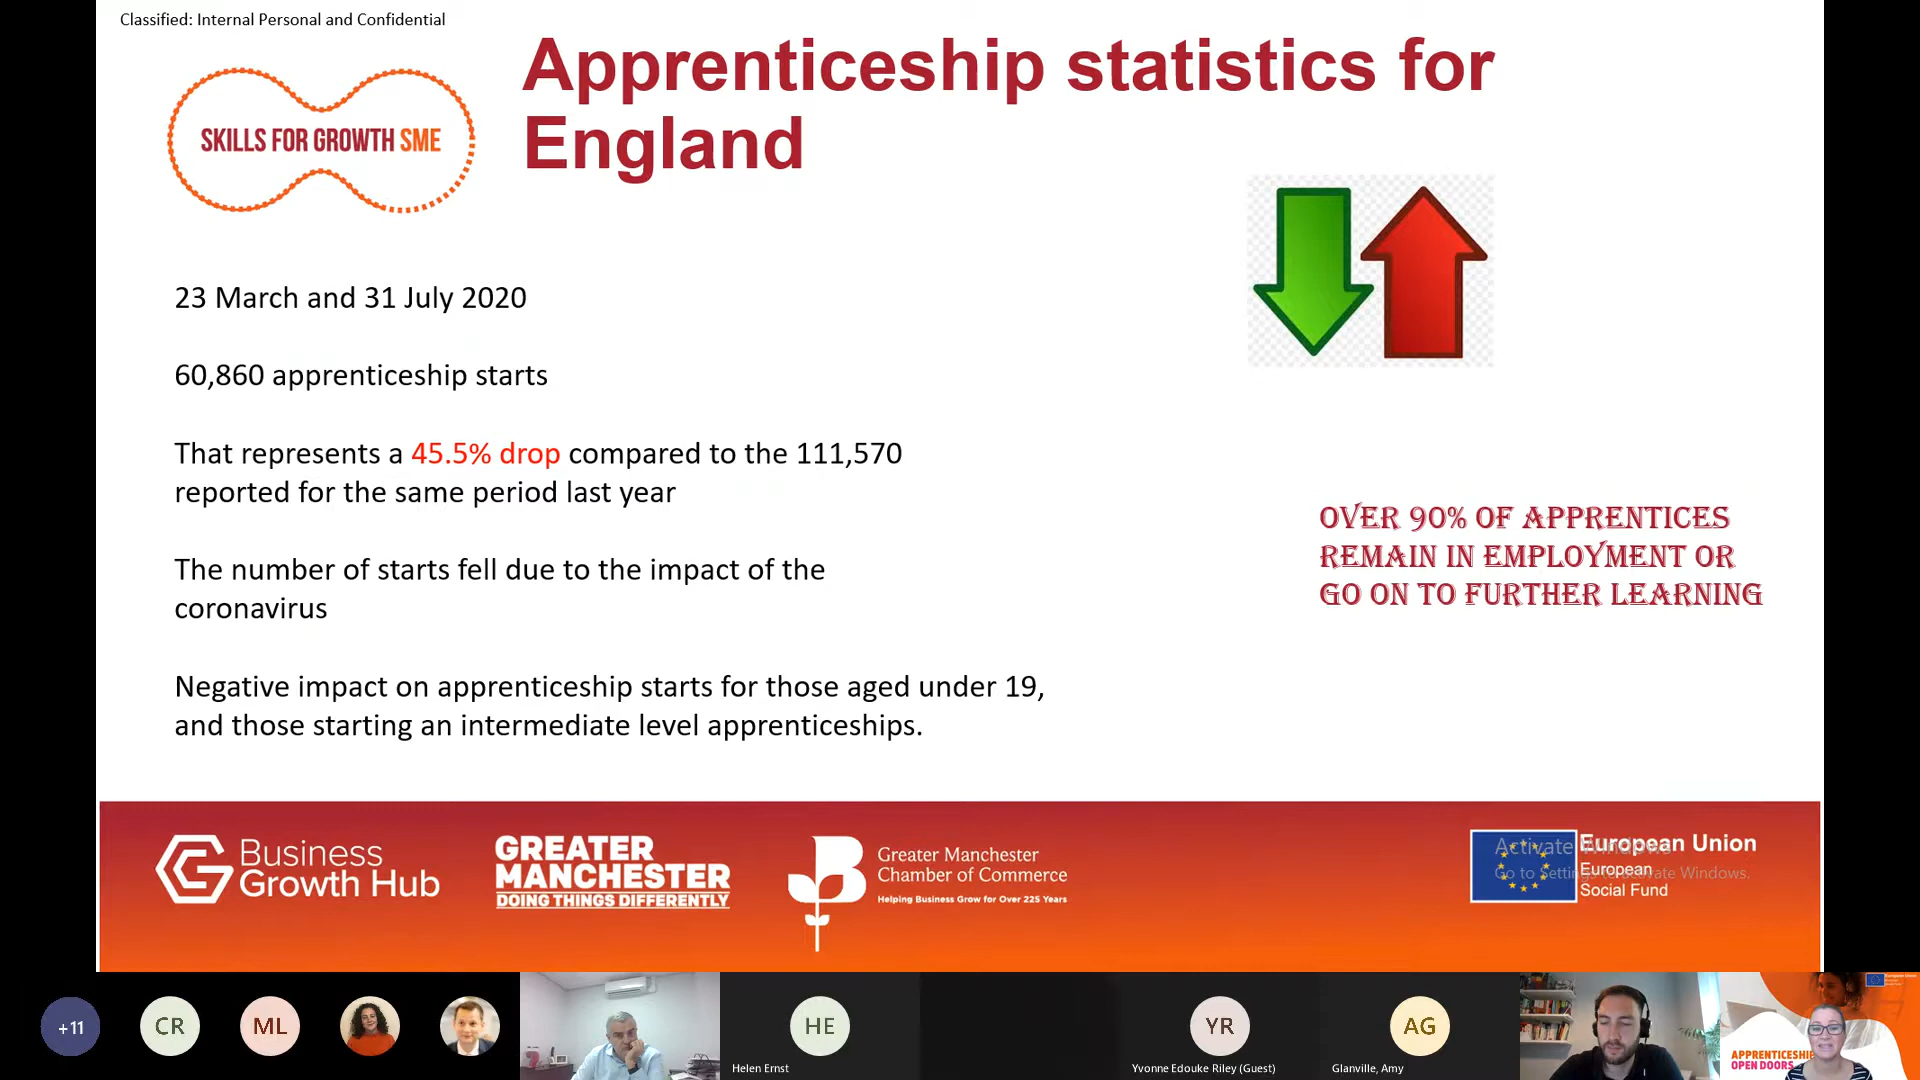 Classified: Internal Personal and Confidential
Apprenticeship statistics for
England
SKILLS FOR GROWTH SME
23 March and 31 July 2020
60,860 apprenticeship starts
That represents a 45.5% drop compared to the 111,570
reported for the same period last year
The number of starts fell due to the impact of the
coronavirus
Negative impact on apprenticeship starts for those aged under 19,
and those starting an intermediate level apprenticeships.
OVER 90% OF APPRENTICES
REMAIN IN EMPLOYMENT OR
GO ON TO FURTHER LEARNING
Business
Growth Hub
GREATER
MANCHESTER
DOING THINGS DIFFERENTLY
Greater Manchester
Chamber of Commerce
Helping Business Grow for Over 225 Years
European Union
European
Social Fund
Activate Windows
Go to Settings to activate Windows.
+11
CR
ML
HE
Helen Ernst
YR
Yvonne Edouke Riley (Guest)
AG
Glanville, Amy
APPRENTICESHIP
OPEN DOORS